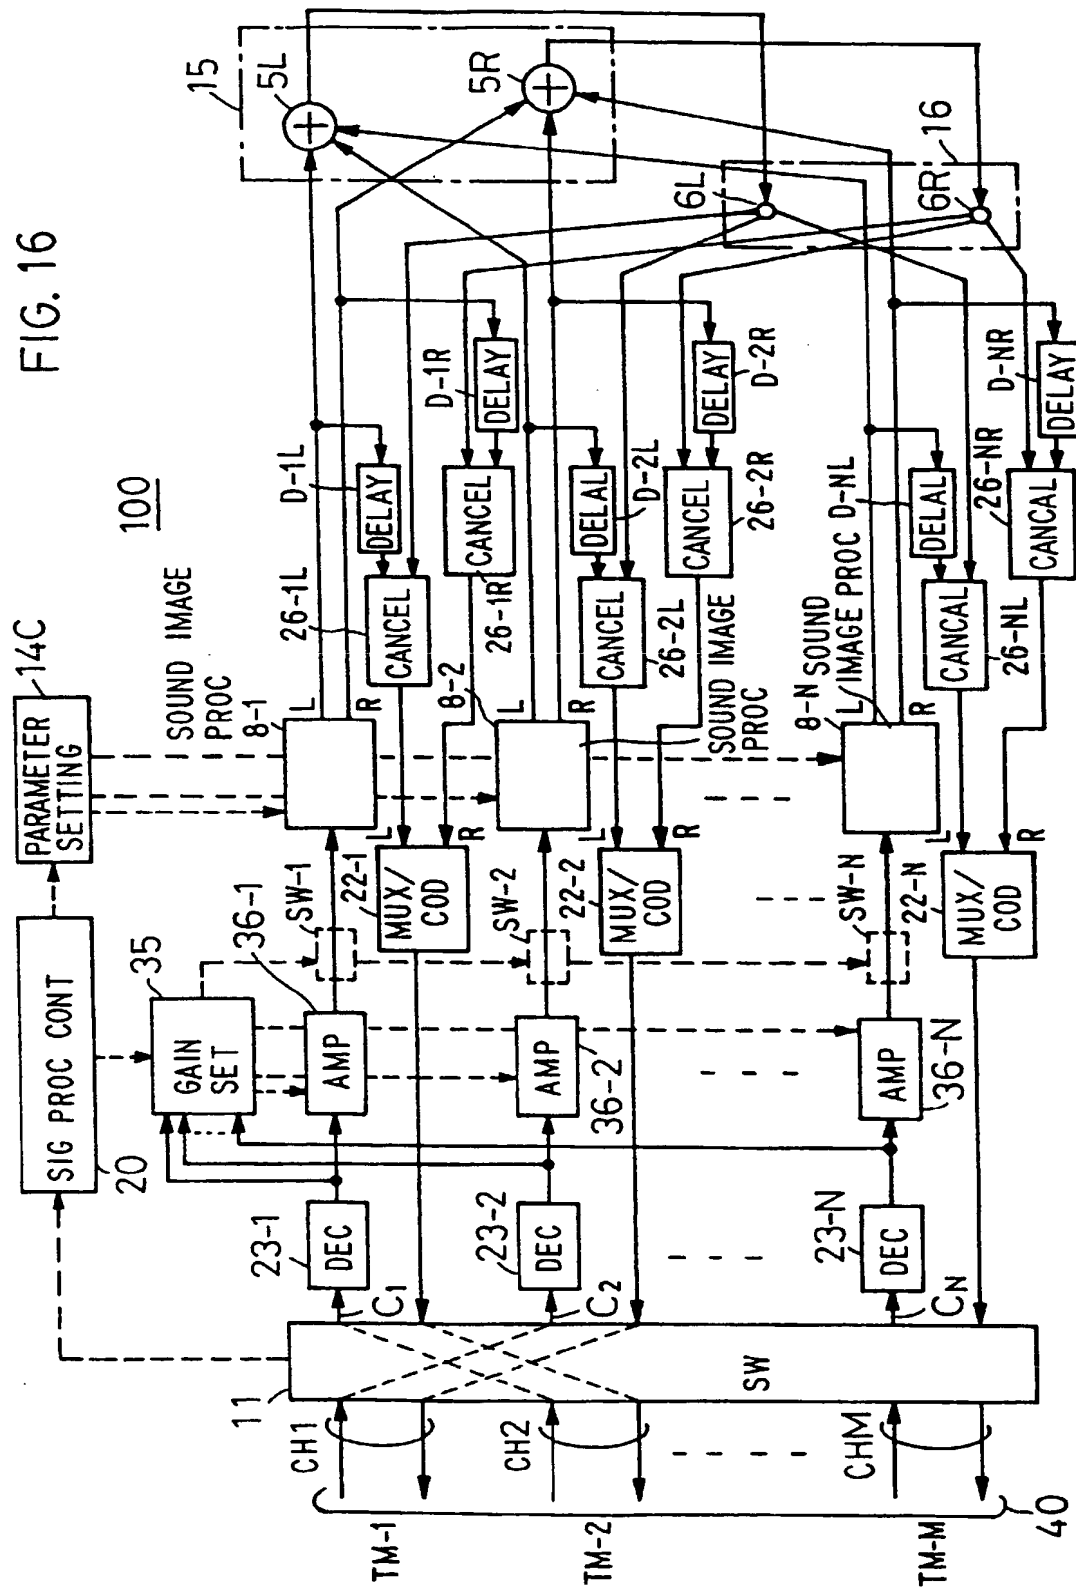 FIG. 16
100
SIG PROC CONT
20
PARAMETER
SETTING
14C
35
GAIN
SET
36-1
SW-1
SOUND IMAGE
PROC
8-1
L
R
15
5L
5R
11
CH1
TM-1
C1
23-1
DEC
AMP
22-1
MUX/
COD
L
R
26-1L
CANCEL
D-1L
DELAY
26-1R
CANCEL
D-1R
DELAY
6L
6R
16
CH2
TM-2
C2
23-2
DEC
AMP
36-2
SW-2
8-2
L
R
SOUND IMAGE
PROC
22-2
MUX/
COD
L
R
26-2L
CANCEL
DELAL
D-2L
26-2R
CANCEL
DELAY
D-2R
SW
CHM
TM-M
40
CN
23-N
DEC
AMP
36-N
SW-N
8-N SOUND
IMAGE PROC
L
R
22-N
MUX/
COD
L
R
CANCAL
26-NL
D-NL
DELAL
26-NR
CANCAL
D-NR
DELAY